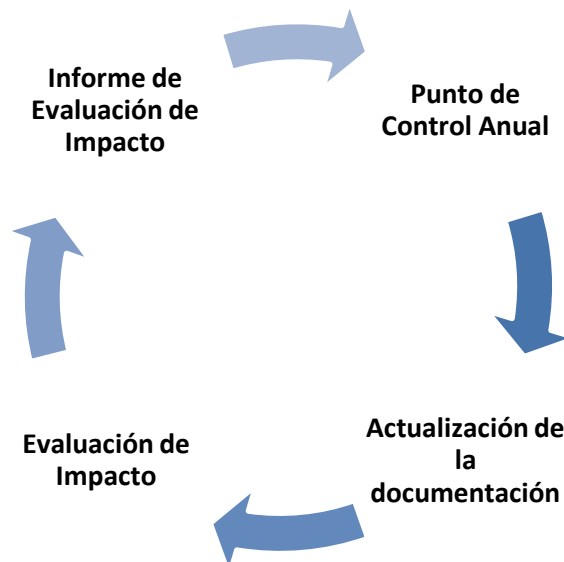 Informe de
Evaluación de
Impacto
Punto de
Control Anual
Actualización de
la
documentación
Evaluación de
Impacto